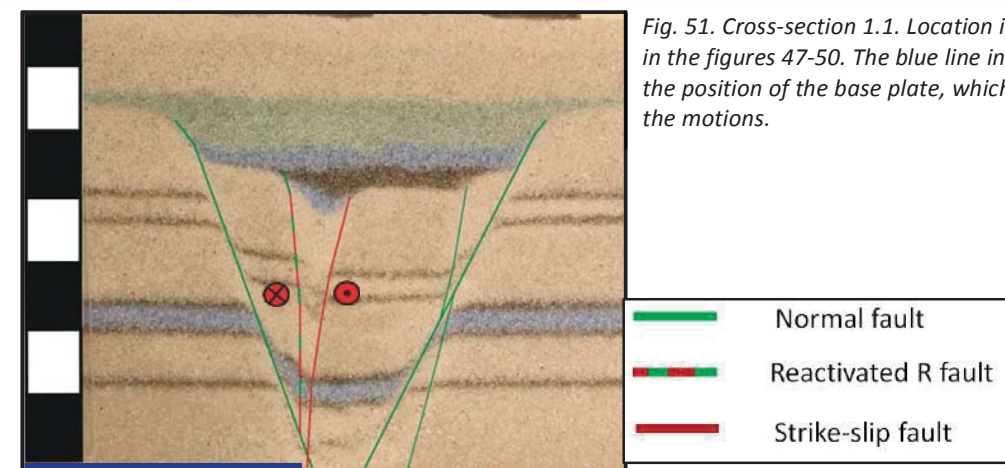 Fig. 51. Cross-section 1.1. Location i
in the figures 47-50. The blue line in
the position of the base plate, which
the motions.
Normal fault
Reactivated R fault
Strike-slip fault